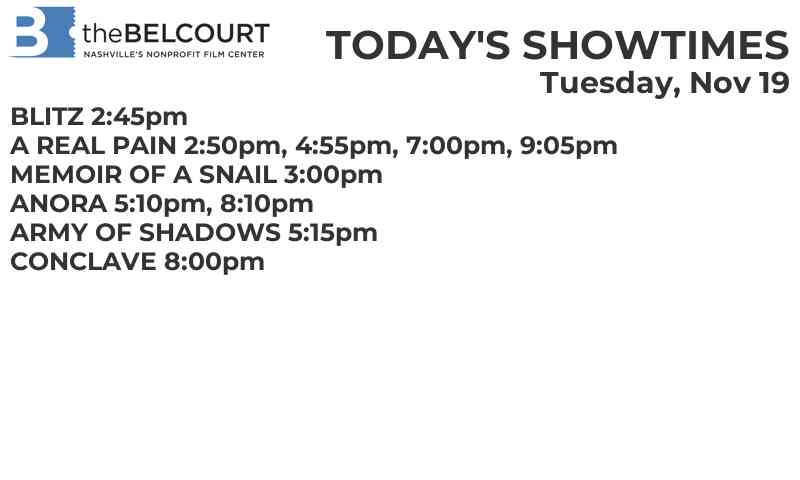 B theBELCOURT
NASHVILLE'S NONPROFIT FILM CENTER
TODAY'S SHOWTIMES
Tuesday, Nov 19
BLITZ 2:45pm
A REAL PAIN 2:50pm, 4:55pm, 7:00pm, 9:05pm
MEMOIR OF A SNAIL 3:00pm
ANORA 5:10pm, 8:10pm
ARMY OF SHADOWS 5:15pm
CONCLAVE 8:00pm